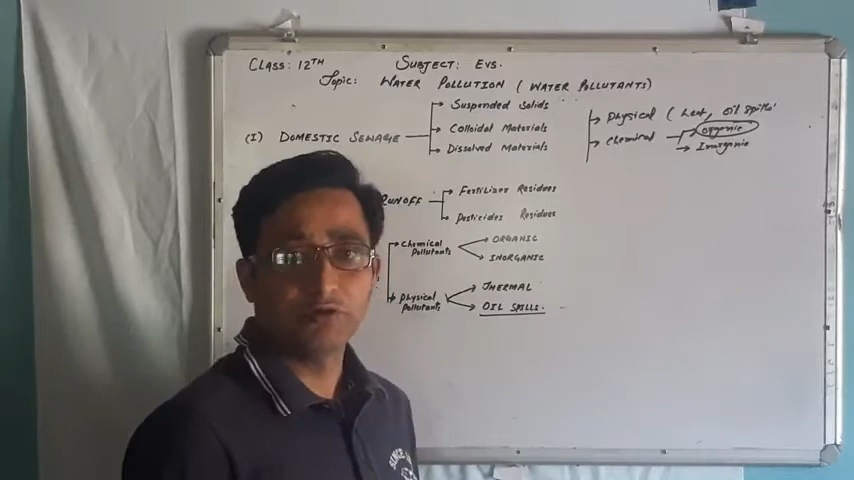 CLASS: 12TH SUBJECT: EVS.
Topic: WATER POLLUTION ( WATER POLLUTANTS)
(I) DOMESTIC SEWAGE
Suspended Solids
Colloidal Materials
Dissolved Materials
Physical ( Heat, Oil spills
Chemical
organic
Inorganic
RUNOFF
Fertilizer Residues
Pesticides Residues
Chemical Pollutants
ORGANIC
INORGANIC
Physical Pollutants
THERMAL
OIL SPILLS.
SINCE